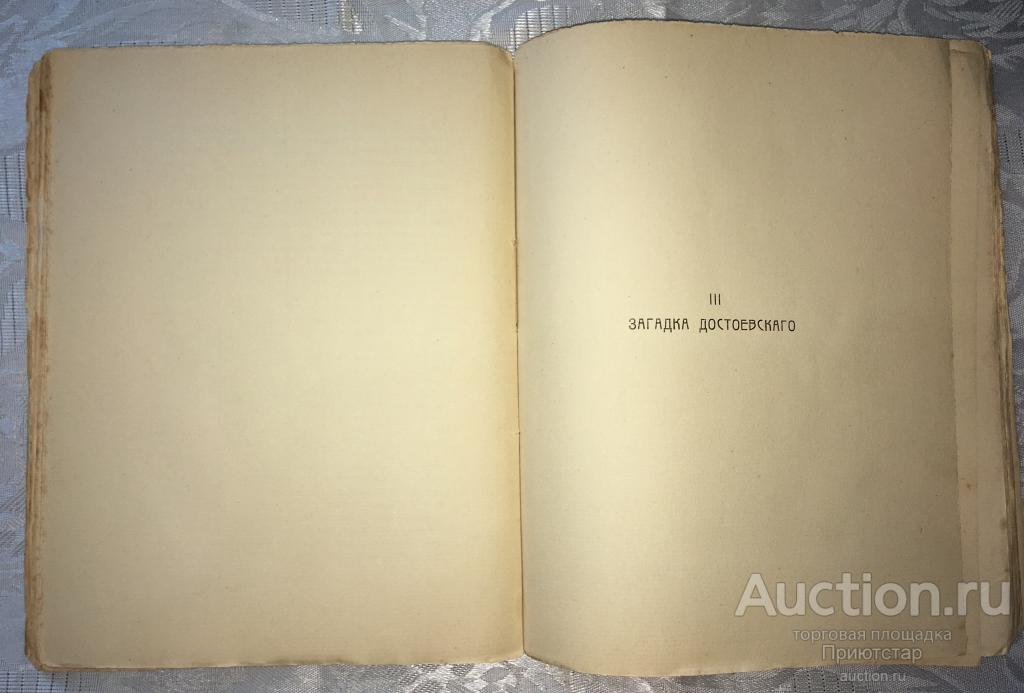 III
ЗАГАДКА ДОСТОЕВСКАГО
Auction.ru
торговая площадка
Приютстар
auction.ru